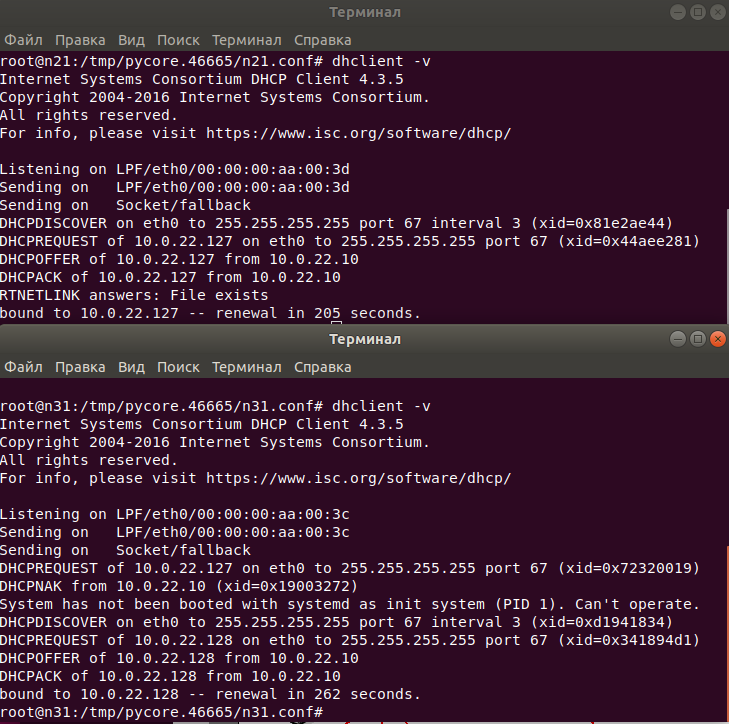 Терминал
Файл Правка Вид Поиск Терминал Справка
root@n21:/tmp/pycore.46665/n21.conf# dhclient -v
Internet Systems Consortium DHCP Client 4.3.5
Copyright 2004-2016 Internet Systems Consortium.
All rights reserved.
For info, please visit https://www.isc.org/software/dhcp/
Listening on LPF/eth0/00:00:00:aa:00:3d
Sending on   LPF/eth0/00:00:00:aa:00:3d
Sending on   Socket/fallback
DHCPDISCOVER on eth0 to 255.255.255.255 port 67 interval 3 (xid=0x81e2ae44)
DHCPREQUEST of 10.0.22.127 on eth0 to 255.255.255.255 port 67 (xid=0x44aee281)
DHCPOFFER of 10.0.22.127 from 10.0.22.10
DHCPACK of 10.0.22.127 from 10.0.22.10
RTNETLINK answers: File exists
bound to 10.0.22.127 -- renewal in 205 seconds.
Терминал
Файл Правка Вид Поиск Терминал Справка
root@n31:/tmp/pycore.46665/n31.conf# dhclient -v
Internet Systems Consortium DHCP Client 4.3.5
Copyright 2004-2016 Internet Systems Consortium.
All rights reserved.
For info, please visit https://www.isc.org/software/dhcp/
Listening on LPF/eth0/00:00:00:aa:00:3c
Sending on   LPF/eth0/00:00:00:aa:00:3c
Sending on   Socket/fallback
DHCPREQUEST of 10.0.22.127 on eth0 to 255.255.255.255 port 67 (xid=0x72320019)
DHCPNAK from 10.0.22.10 (xid=0x19003272)
System has not been booted with systemd as init system (PID 1). Can't operate.
DHCPDISCOVER on eth0 to 255.255.255.255 port 67 interval 3 (xid=0xd1941834)
DHCPREQUEST of 10.0.22.128 on eth0 to 255.255.255.255 port 67 (xid=0x341894d1)
DHCPOFFER of 10.0.22.128 from 10.0.22.10
DHCPACK of 10.0.22.128 from 10.0.22.10
bound to 10.0.22.128 -- renewal in 262 seconds.
root@n31:/tmp/pycore.46665/n31.conf#